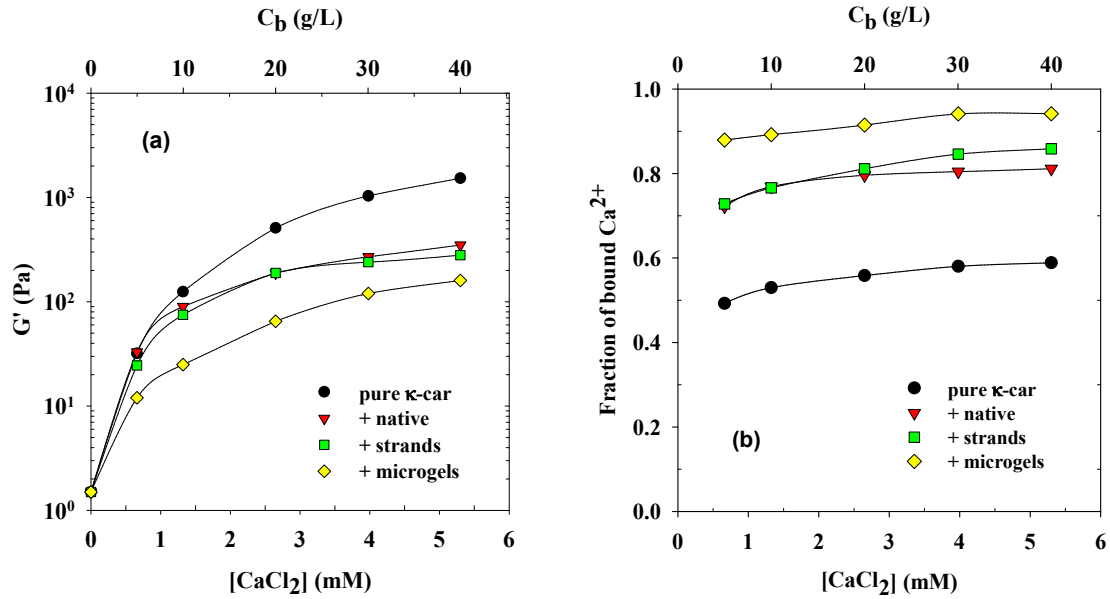 C_b (g/L)
0 10 20 30 40
10^4
10^3
10^2
10^1
10^0
G' (Pa)
(a)
pure κ-car
+ native
+ strands
+ microgels
0 1 2 3 4 5 6
[CaCl_2] (mM)
C_b (g/L)
0 10 20 30 40
1.0
0.8
0.6
0.4
0.2
0.0
Fraction of bound Ca^2+
(b)
pure κ-car
+ native
+ strands
+ microgels
0 1 2 3 4 5 6
[CaCl_2] (mM)